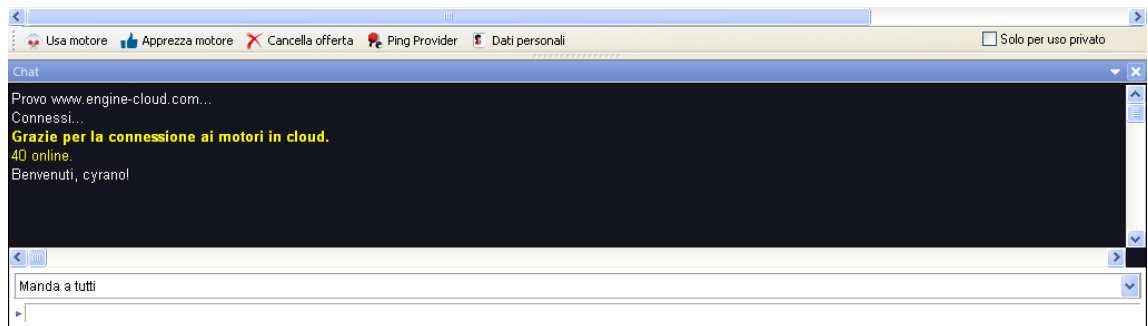 Usa motore Apprezza motore Cancella offerta Ping Provider Dati personali Solo per uso privato
Chat
Provo www.engine-cloud.com...
Connessi...
Grazie per la connessione ai motori in cloud.
40 online.
Benvenuti, cyrano!
Manda a tutti